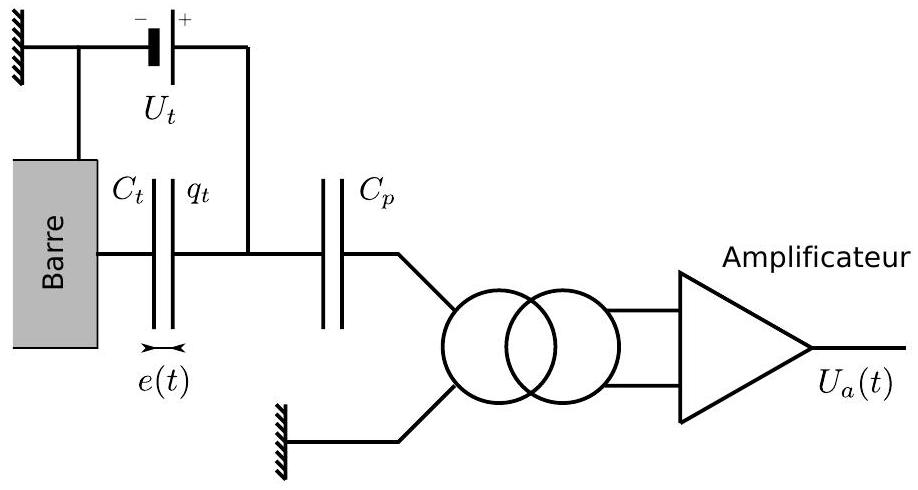 - +
U_t
C_t q_t C_p
Barre
Amplificateur
e(t)
U_a(t)